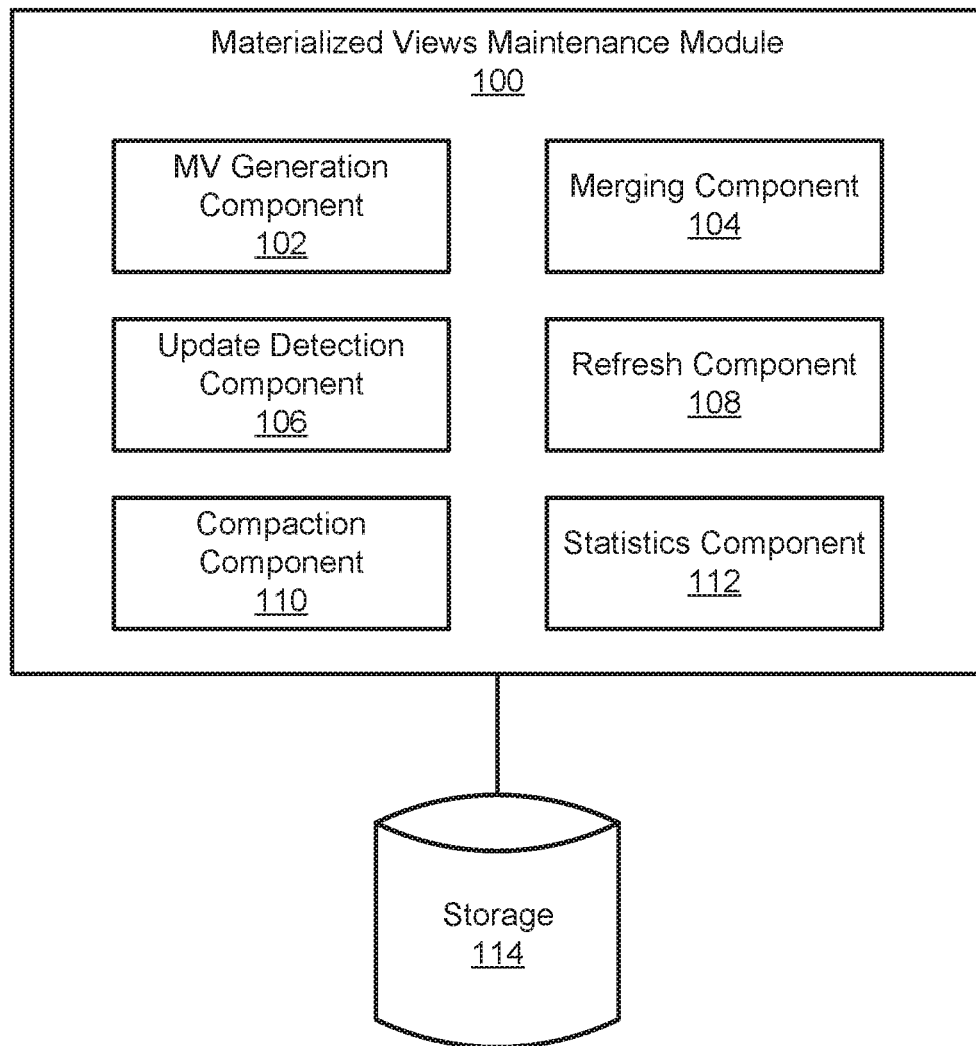 Materialized Views Maintenance Module
100
MV Generation
Component
102
Merging Component
104
Update Detection
Component
106
Refresh Component
108
Compaction
Component
110
Statistics Component
112
Storage
114